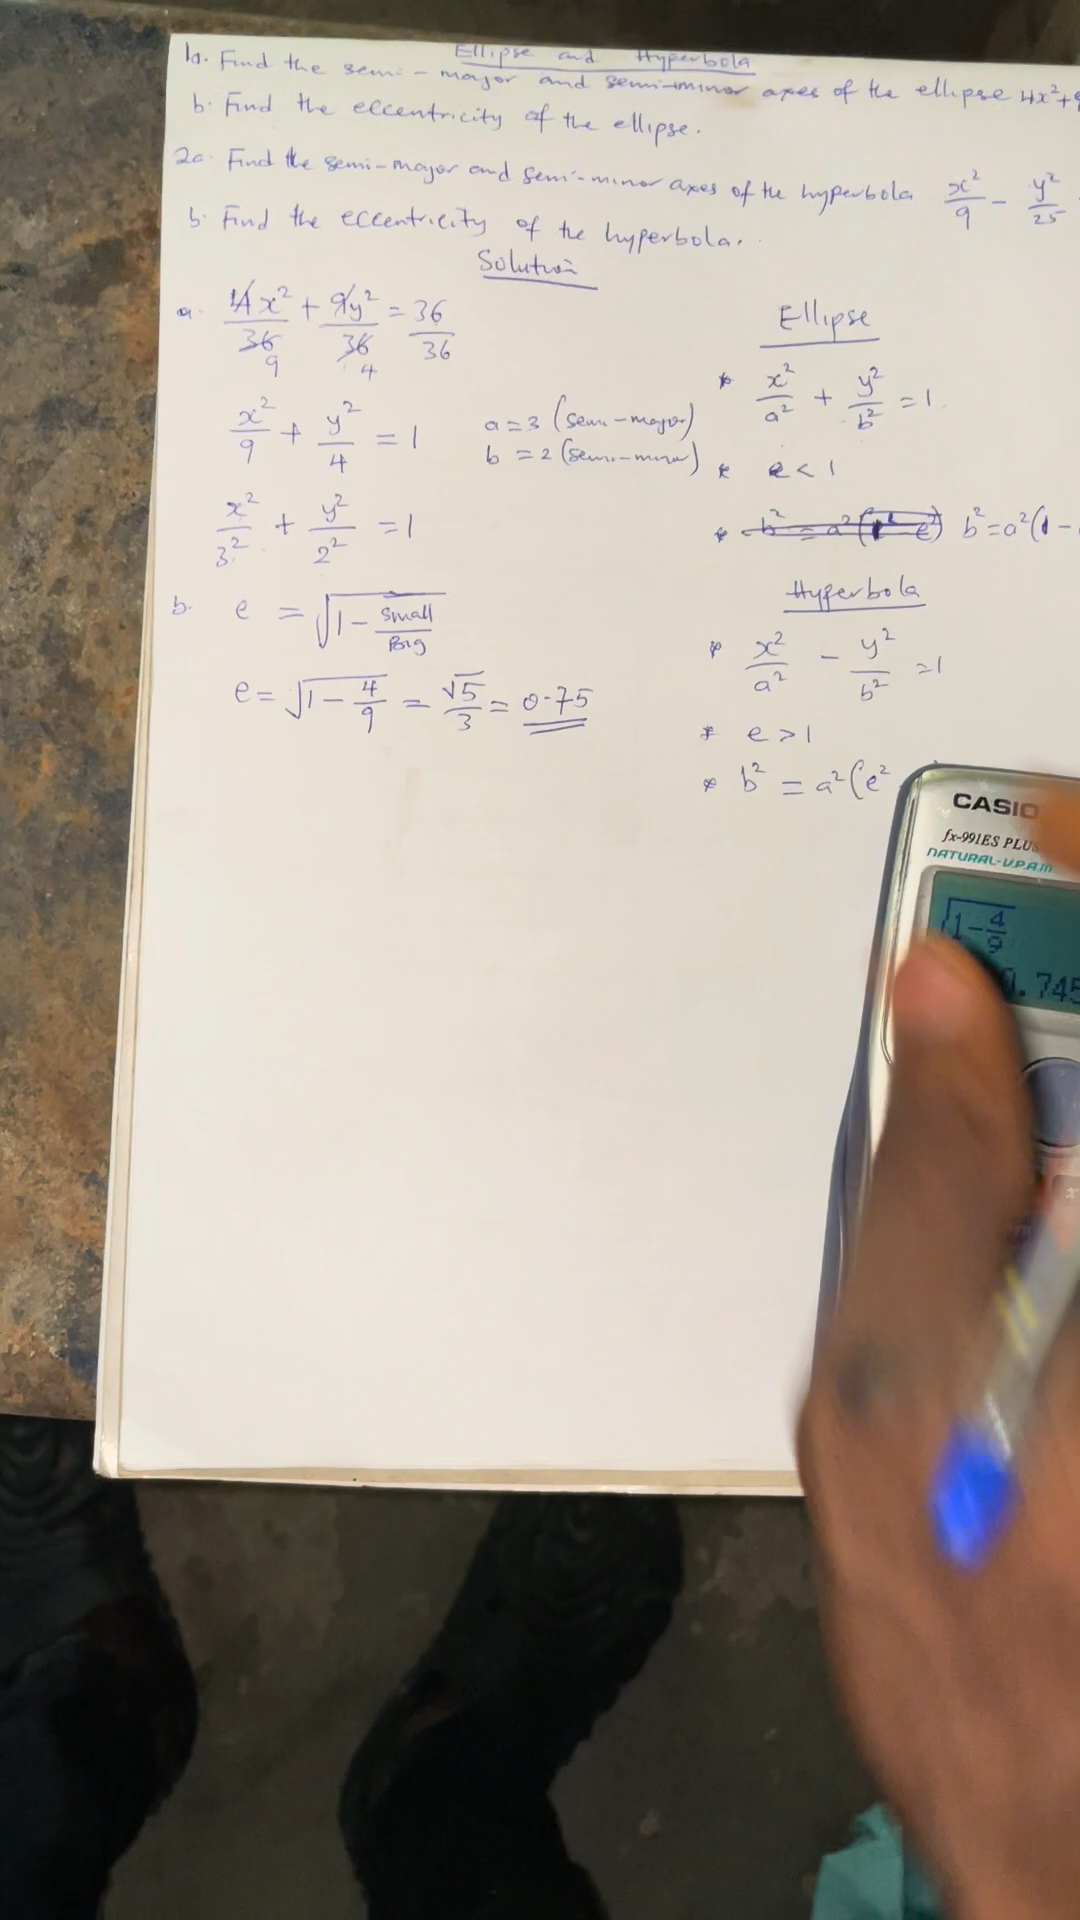 Ellipse and Hyperbola
1a. Find the semi-major and semi-minor axes of the ellipse 4x²+9
b. Find the eccentricity of the ellipse.
2a. Find the semi-major and semi-minor axes of the hyperbola x²/9 - y²/25
b. Find the eccentricity of the hyperbola.
Solution
a. 4x²/36 + 9y²/36 = 36/36
9 4
x²/9 + y²/4 = 1
a = 3 (semi-major)
b = 2 (semi-minor)
x²/3² + y²/2² = 1
b. e = √(1 - small/Big)
e = √(1 - 4/9) = √5/3 = 0.75
Ellipse
* x²/a² + y²/b² = 1
* e < 1
* b² = a²(1 -
Hyperbola
* x²/a² - y²/b² = 1
* e > 1
* b² = a²(e²
CASIO
fx-991ES PLUS
NATURAL-V.P.A.M.
√(1-4/9)
0.745